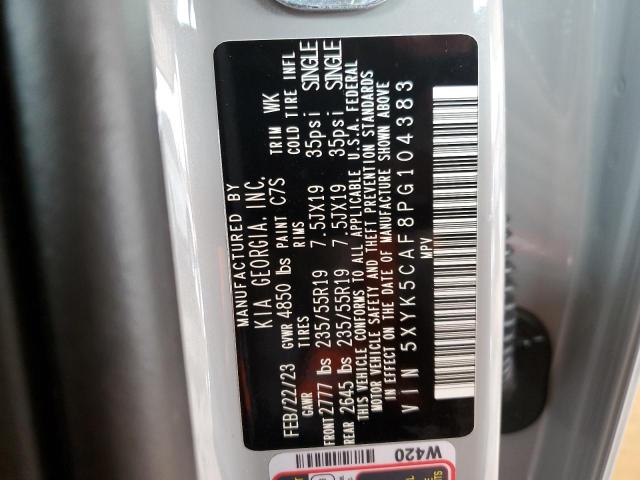 MANUFACTURED BY
KIA GEORGIA, INC.
FEB/22/23 GVWR 4850 lbs PAINT C7S TRIM WK
GAWR TIRES RIMS COLD TIRE INFL
FRONT 2777 lbs 235/55R19 7.5JX19 35psi SINGLE
REAR 2645 lbs 235/55R19 7.5JX19 35psi SINGLE
THIS VEHICLE CONFORMS TO ALL APPLICABLE U.S.A. FEDERAL
MOTOR VEHICLE SAFETY AND THEFT PREVENTION STANDARDS
IN EFFECT ON THE DATE OF MANUFACTURE SHOWN ABOVE
VIN 5XYK5CAF8PG104383
MPV
W420